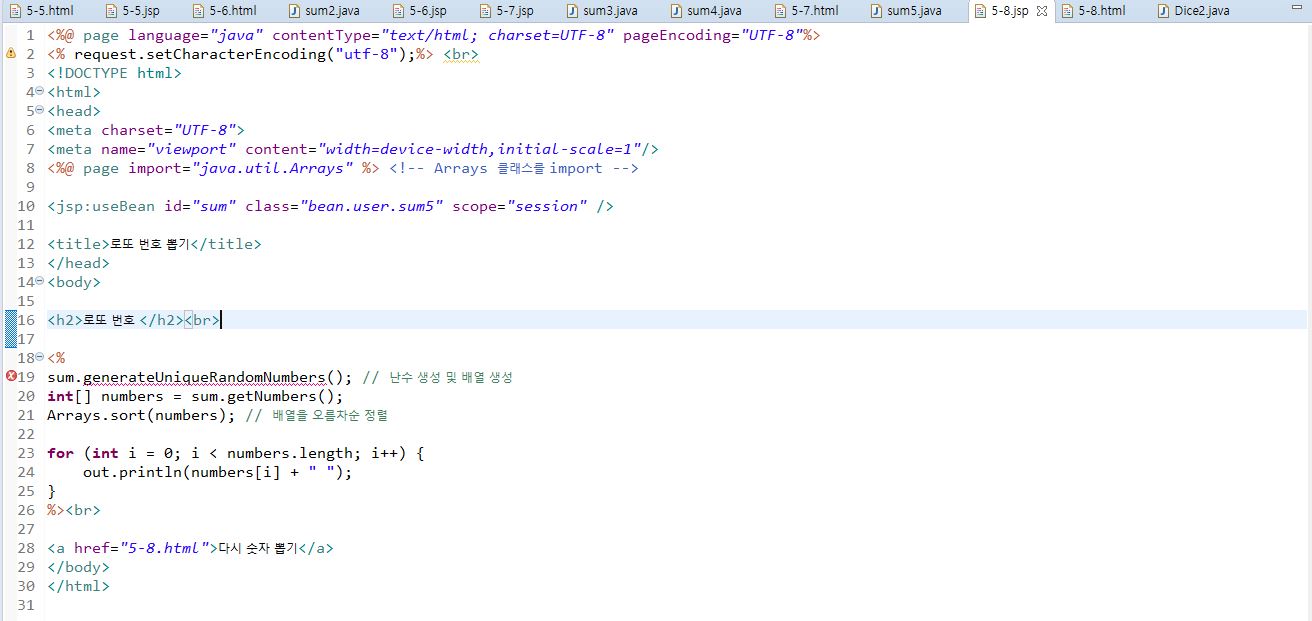 5-5.html 5-5.jsp 5-6.html sum2.java 5-6.jsp 5-7.jsp sum3.java sum4.java 5-7.html sum5.java 5-8.jsp 5-8.html Dice2.java
1 <%@ page language="java" contentType="text/html; charset=UTF-8" pageEncoding="UTF-8"%>
2 <% request.setCharacterEncoding("utf-8");%> <br>
3 <!DOCTYPE html>
4 <html>
5 <head>
6 <meta charset="UTF-8">
7 <meta name="viewport" content="width=device-width,initial-scale=1"/>
8 <%@ page import="java.util.Arrays" %> <!-- Arrays 클래스를 import -->
9
10 <jsp:useBean id="sum" class="bean.user.sum5" scope="session" />
11
12 <title>로또 번호 뽑기</title>
13 </head>
14 <body>
15
16 <h2>로또 번호 </h2><br>
17
18 <%
19 sum.generateUniqueRandomNumbers(); // 난수 생성 및 배열 생성
20 int[] numbers = sum.getNumbers();
21 Arrays.sort(numbers); // 배열을 오름차순 정렬
22
23 for (int i = 0; i < numbers.length; i++) {
24 out.println(numbers[i] + " ");
25 }
26 %><br>
27
28 <a href="5-8.html">다시 숫자 뽑기</a>
29 </body>
30 </html>
31